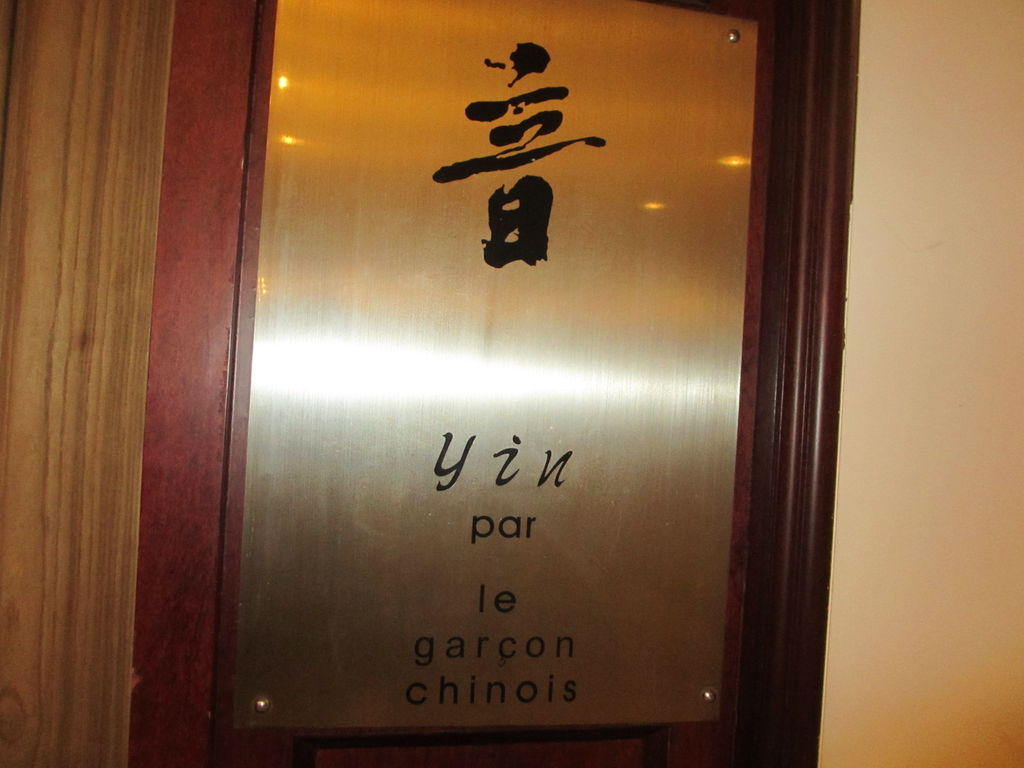 音
yin
par
le
garçon
chinois